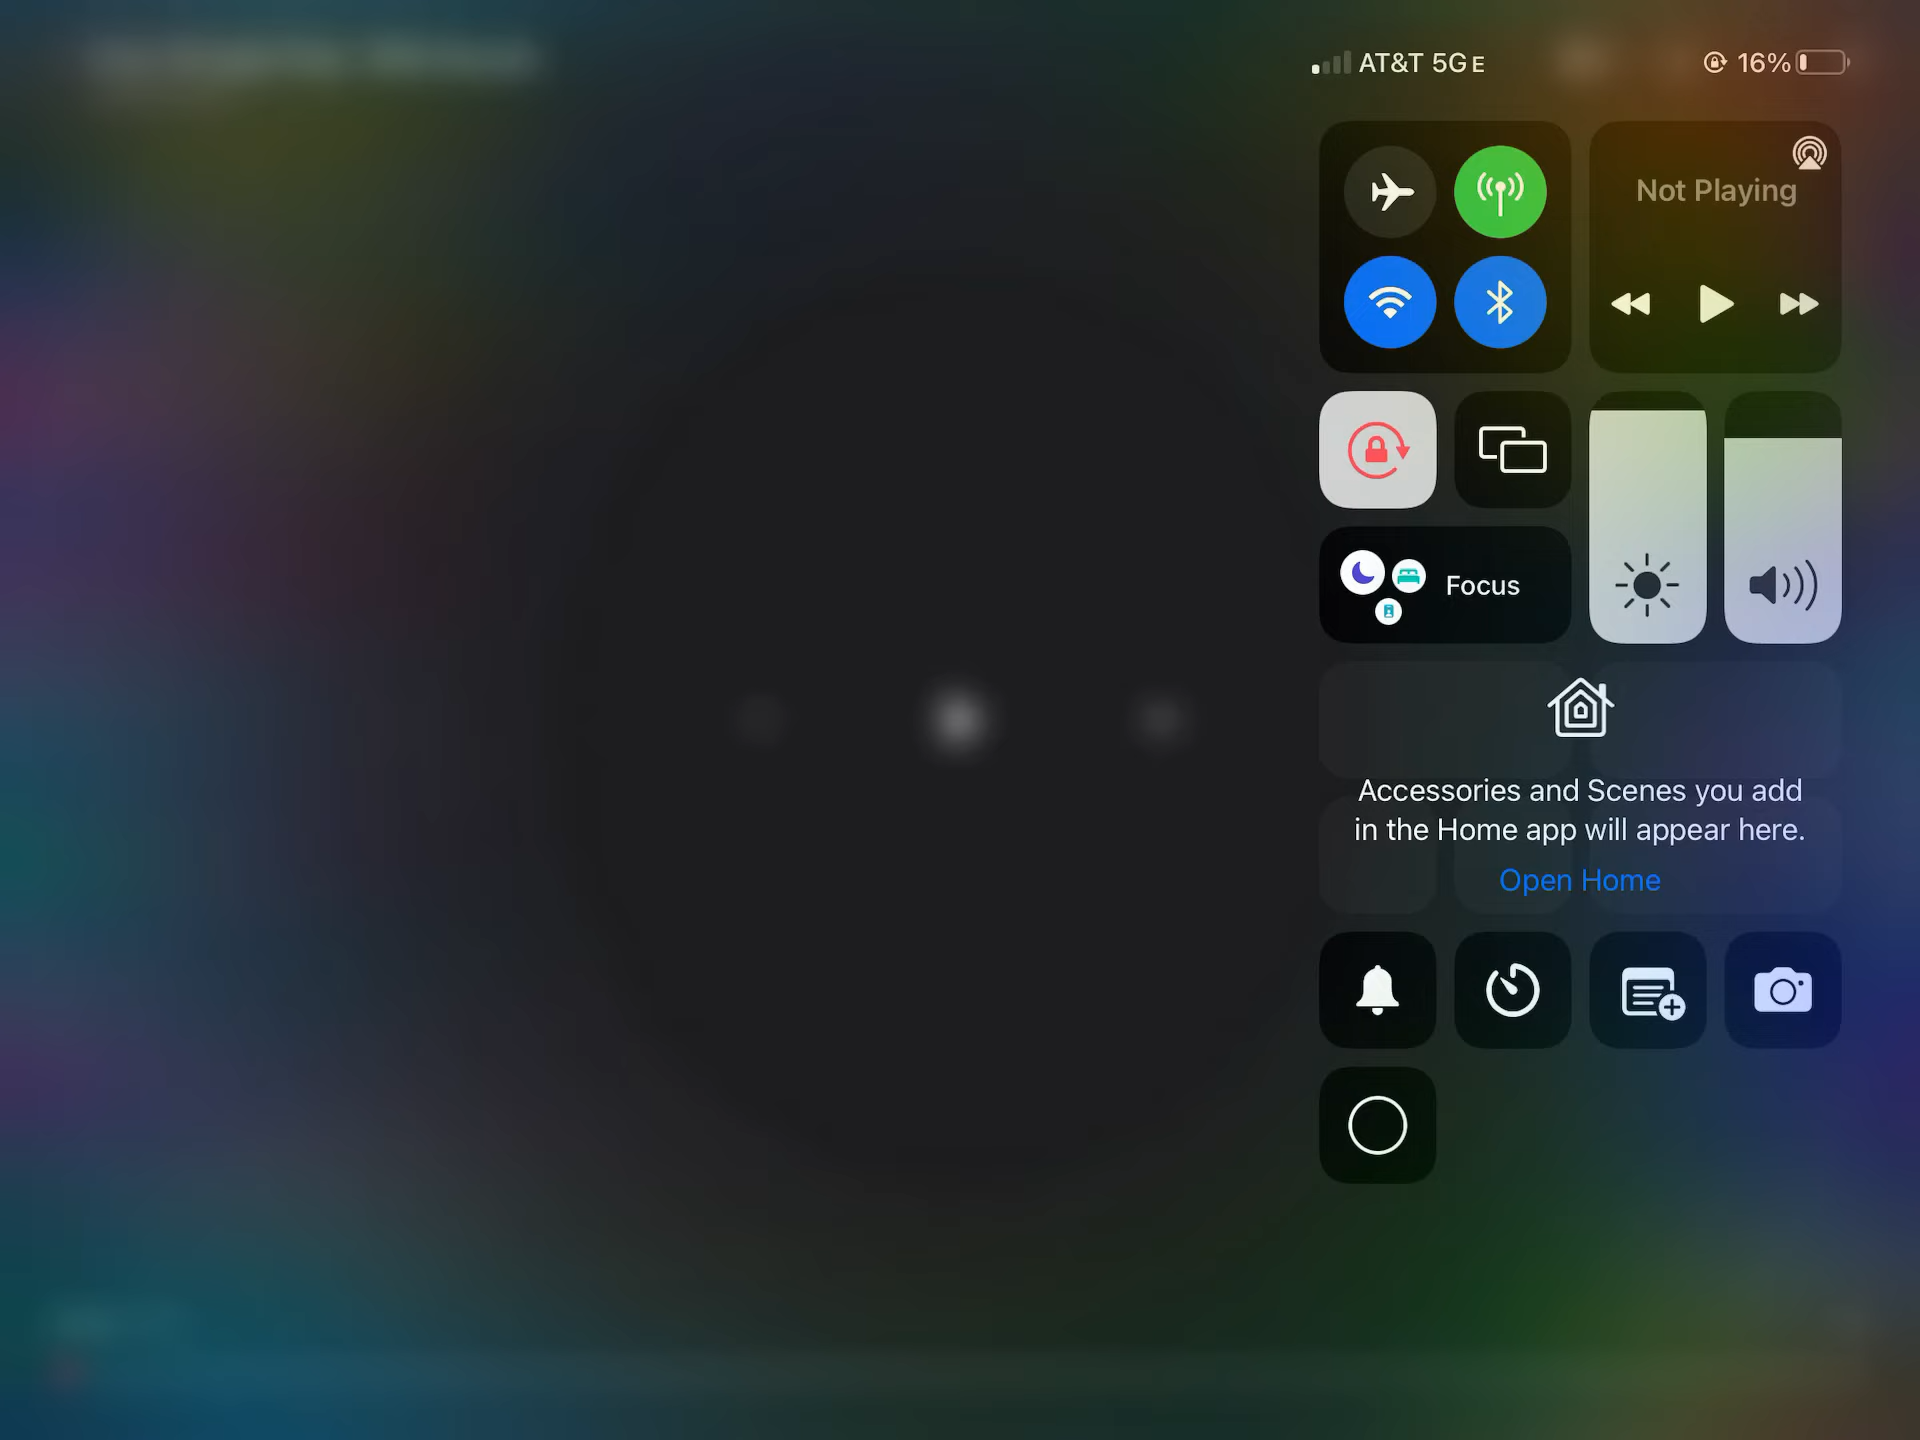 AT&T 5GE
16%
Not Playing
Focus
Accessories and Scenes you add
in the Home app will appear here.
Open Home